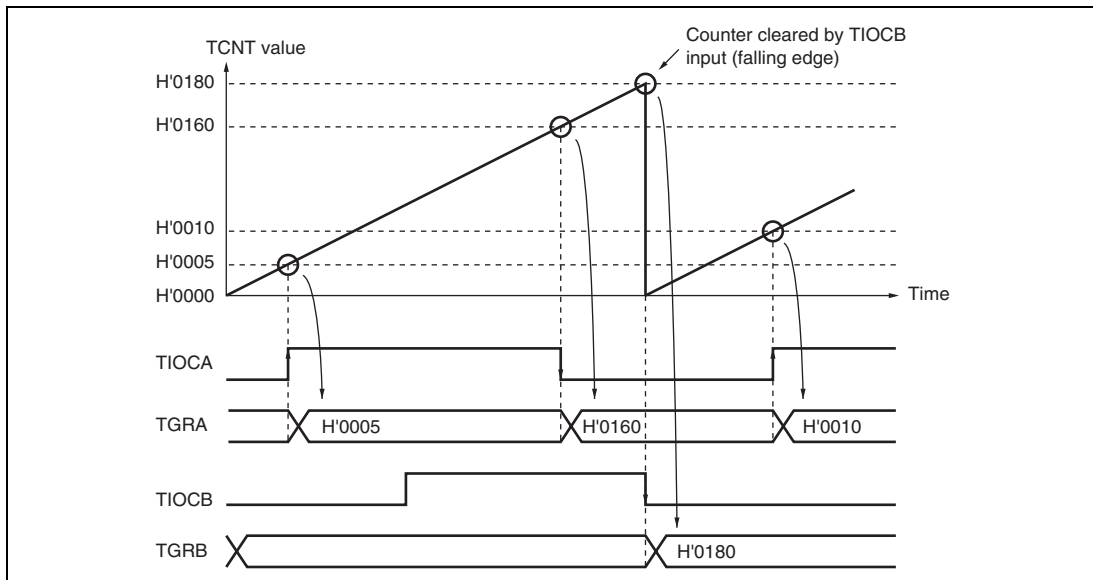 Counter cleared by TIOCB
input (falling edge)
TCNT value
H'0180
H'0160
H'0010
H'0005
H'0000
Time
TIOCA
TGRA
H'0005
H'0160
H'0010
TIOCB
TGRB
H'0180